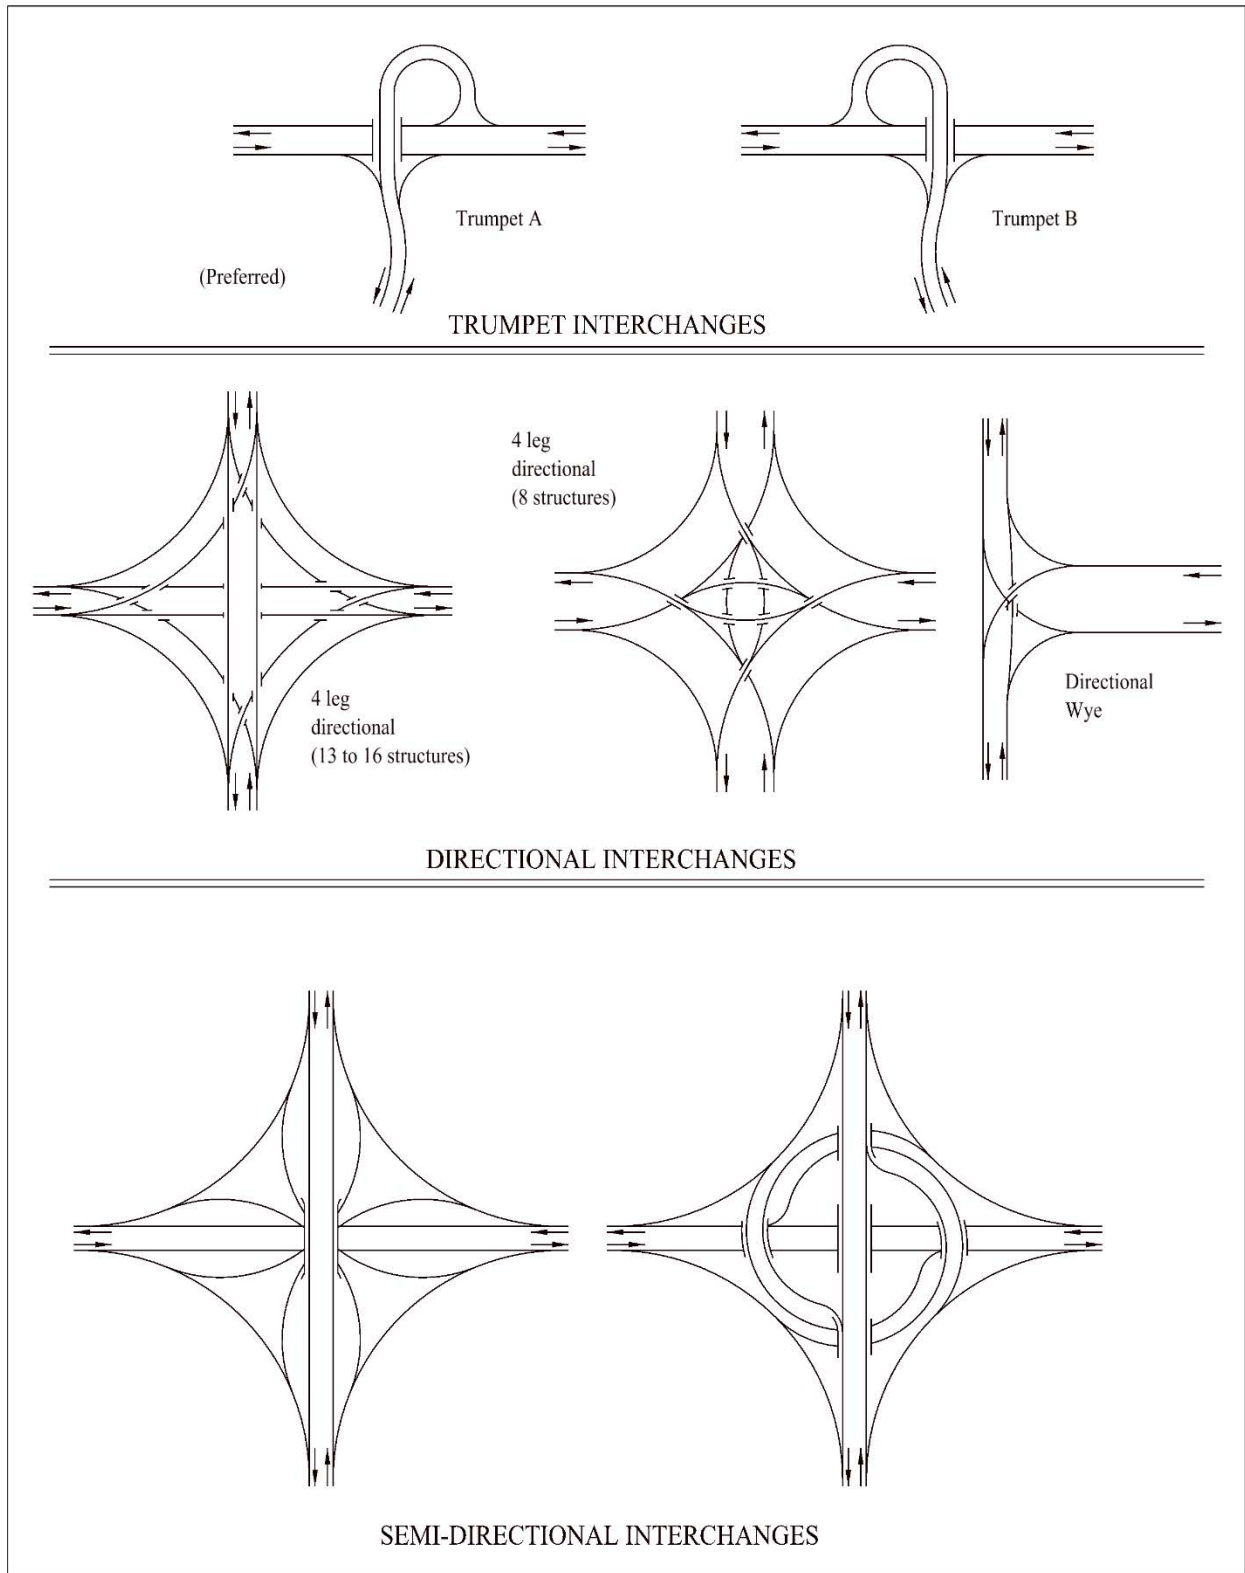 Trumpet A
Trumpet B
(Preferred)
TRUMPET INTERCHANGES
4 leg
directional
(8 structures)
4 leg
directional
(13 to 16 structures)
Directional
Wye
DIRECTIONAL INTERCHANGES
SEMI-DIRECTIONAL INTERCHANGES